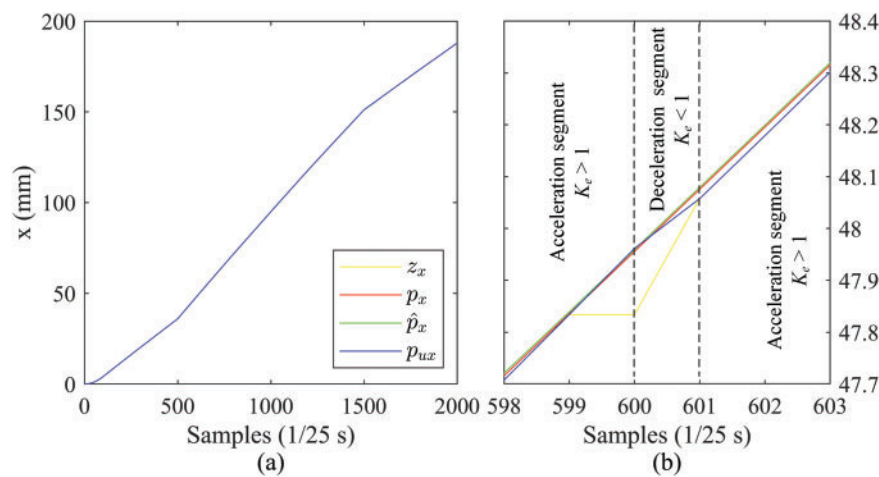 200
150
100
50
0
x (mm)
0
500
1000
1500
2000
Samples (1/25 s)
(a)
z_x
p_x
p̂_x
p_{ux}
Acceleration segment
K_e > 1
Deceleration segment
K_e < 1
Acceleration segment
K_e > 1
48.4
48.3
48.2
48.1
48
47.9
47.8
47.7
598
599
600
601
602
603
Samples (1/25 s)
(b)